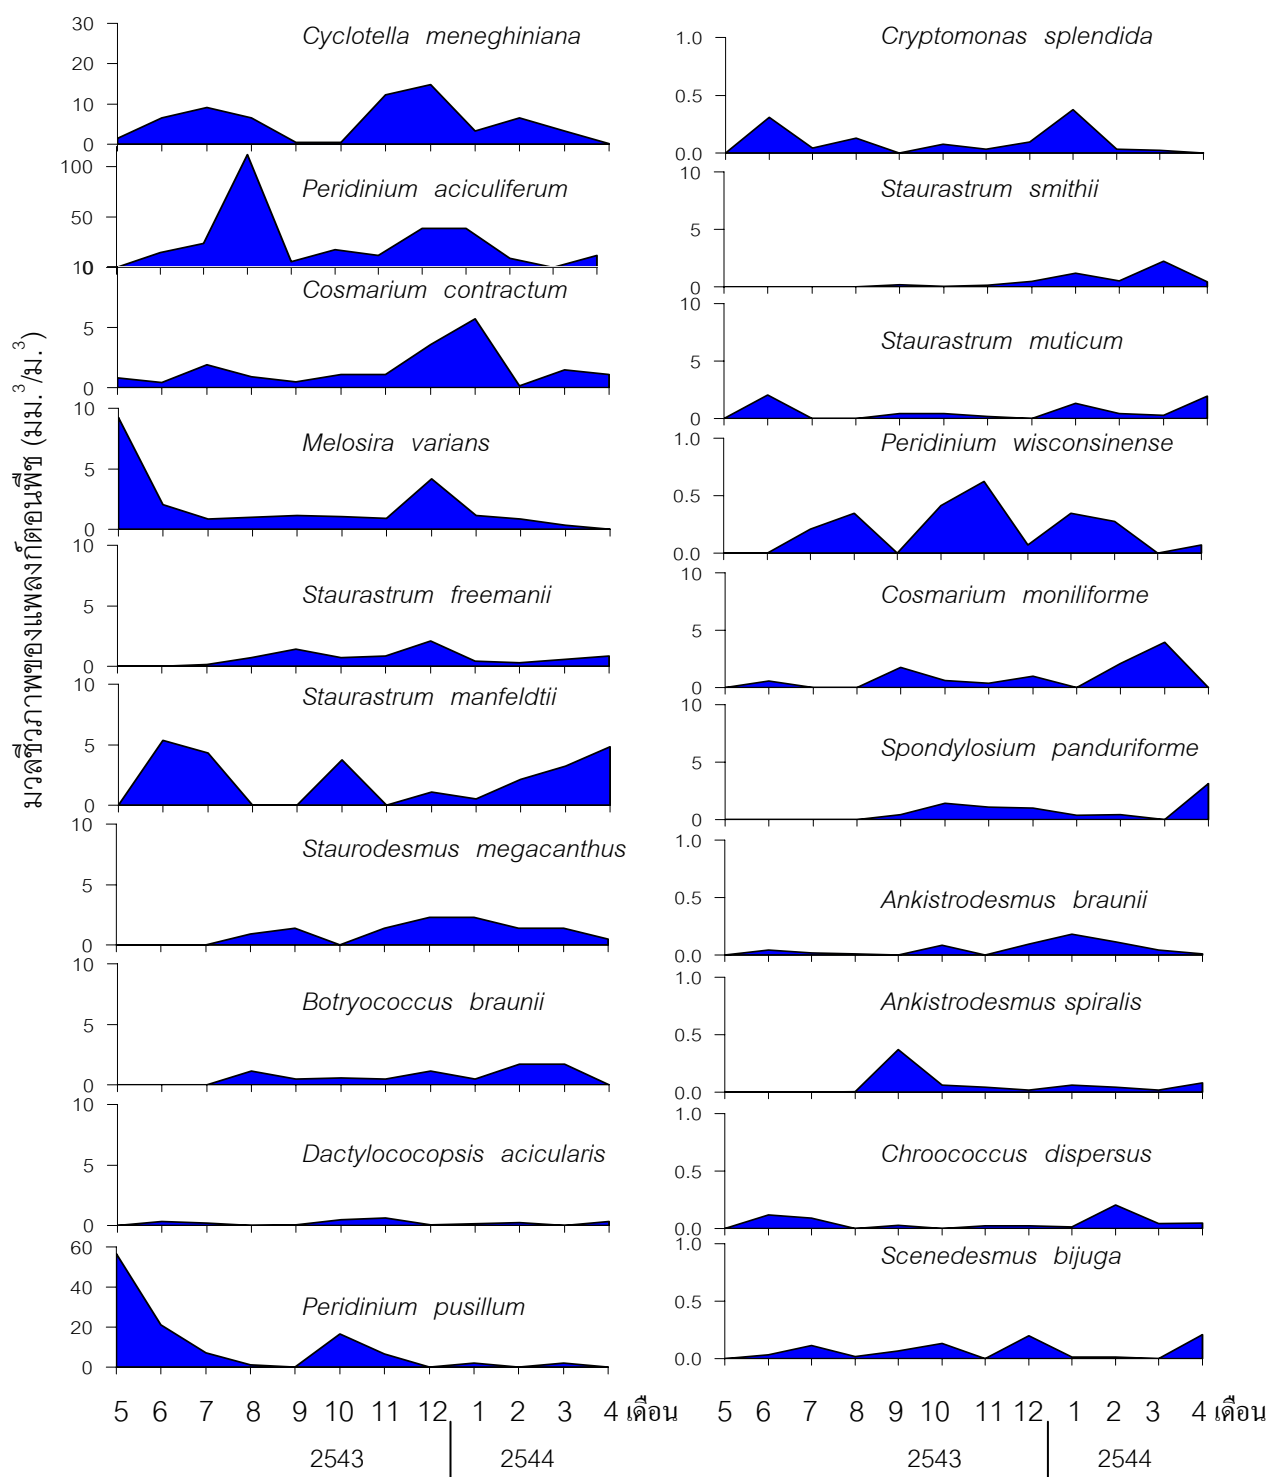 มวลชีวภาพของแพลงก์ตอนพืช (มม.³/ม.³)
30
Cyclotella meneghiniana
20
10
0
100
Peridinium aciculiferum
50
0
10
Cosmarium contractum
5
0
10
Melosira varians
5
0
10
Staurastrum freemanii
5
0
10
Staurastrum manfeldtii
5
0
10
Staurodesmus megacanthus
5
0
10
Botryococcus braunii
5
0
10
Dactylococopsis acicularis
5
0
60
40
Peridinium pusillum
20
0
5 6 7 8 9 10 11 12 1 2 3 4 เดือน
2543 2544
1.0
Cryptomonas splendida
0.5
0.0
10
Staurastrum smithii
5
0
10
Staurastrum muticum
5
0
1.0
Peridinium wisconsinense
0.5
0.0
10
Cosmarium moniliforme
5
0
10
Spondylosium panduriforme
5
0
1.0
Ankistrodesmus braunii
0.5
0.0
1.0
Ankistrodesmus spiralis
0.5
0.0
1.0
Chroococcus dispersus
0.5
0.0
1.0
Scenedesmus bijuga
0.5
0.0
5 6 7 8 9 10 11 12 1 2 3 4 เดือน
2543 2544